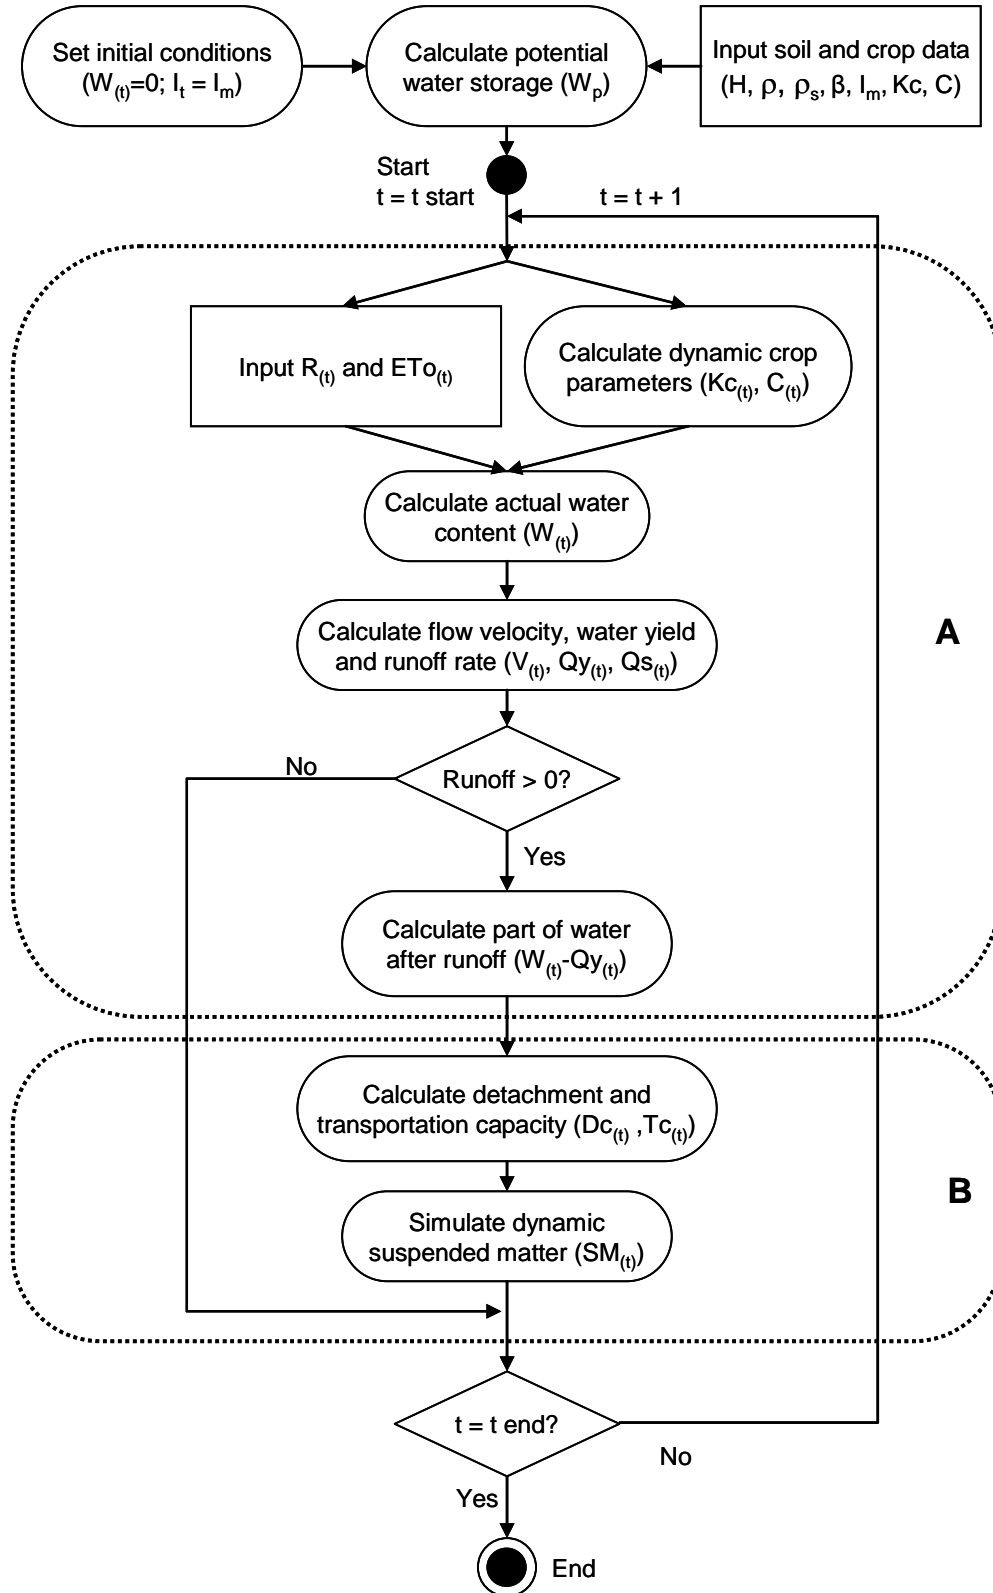 Set initial conditions
(W(t)=0; It = Im)
Calculate potential
water storage (Wp)
Input soil and crop data
(H, ρ, ρs, β, Im, Kc, C)
Start
t = t start
t = t + 1
Input R(t) and ETo(t)
Calculate dynamic crop
parameters (Kc(t), C(t))
Calculate actual water
content (W(t))
Calculate flow velocity, water yield
and runoff rate (V(t), Qy(t), Qs(t))
A
Runoff > 0?
No
Yes
Calculate part of water
after runoff (W(t)-Qy(t))
Calculate detachment and
transportation capacity (Dc(t) ,Tc(t))
B
Simulate dynamic
suspended matter (SM(t))
t = t end?
No
Yes
End